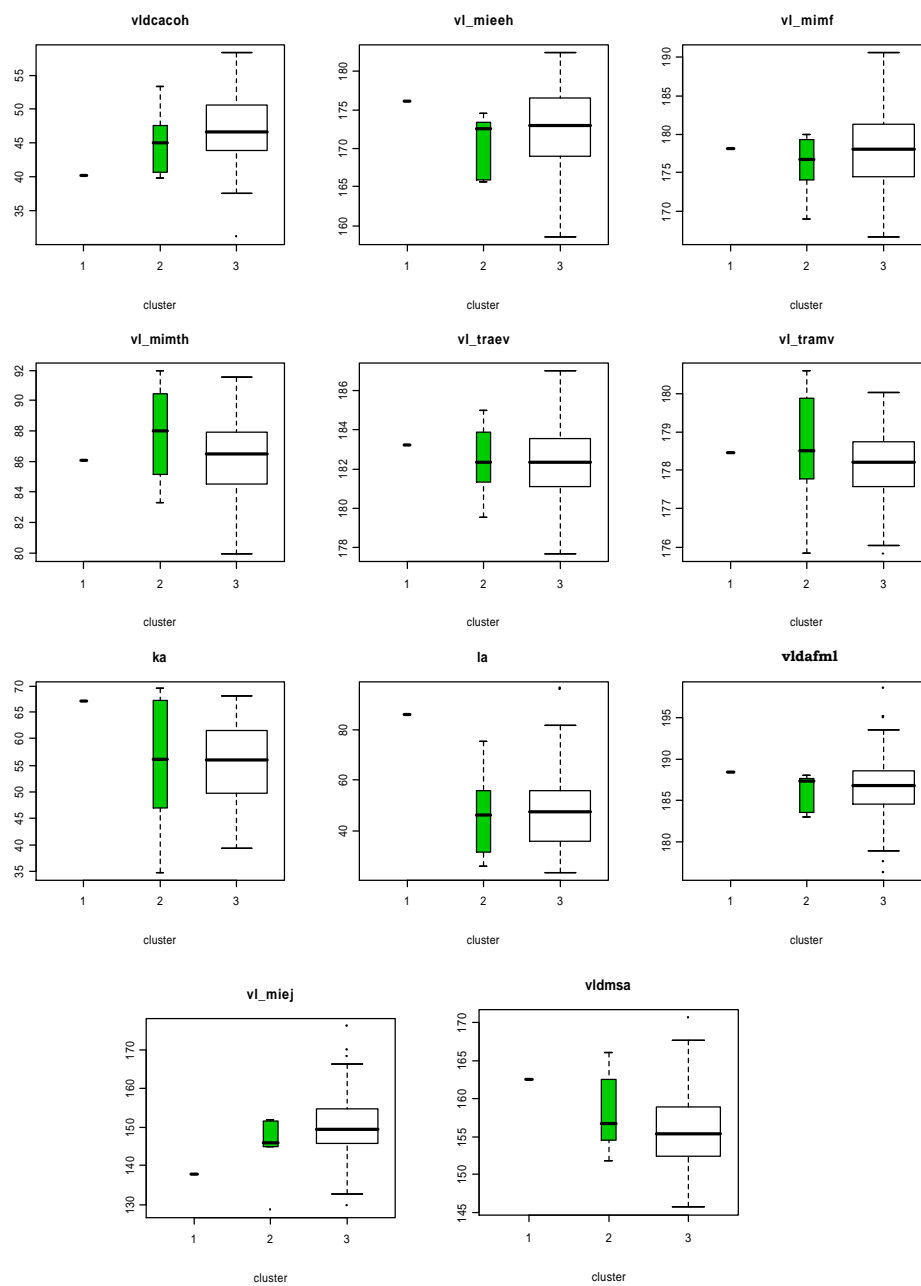 vldcacoh
vl_mieeh
vl_mimf
35 40 45 50 55
160 165 170 175 180
170 175 180 185 190
1 2 3
1 2 3
1 2 3
cluster
cluster
cluster
vl_mimth
vl_traev
vl_tramv
80 82 84 86 88 90 92
178 180 182 184 186
176 177 178 179 180
1 2 3
1 2 3
1 2 3
cluster
cluster
cluster
ka
la
vldafml
35 40 45 50 55 60 65 70
40 60 80
180 185 190 195
1 2 3
1 2 3
1 2 3
cluster
cluster
cluster
vl_miej
vldmsa
130 140 150 160 170
145 150 155 160 165 170
1 2 3
1 2 3
cluster
cluster